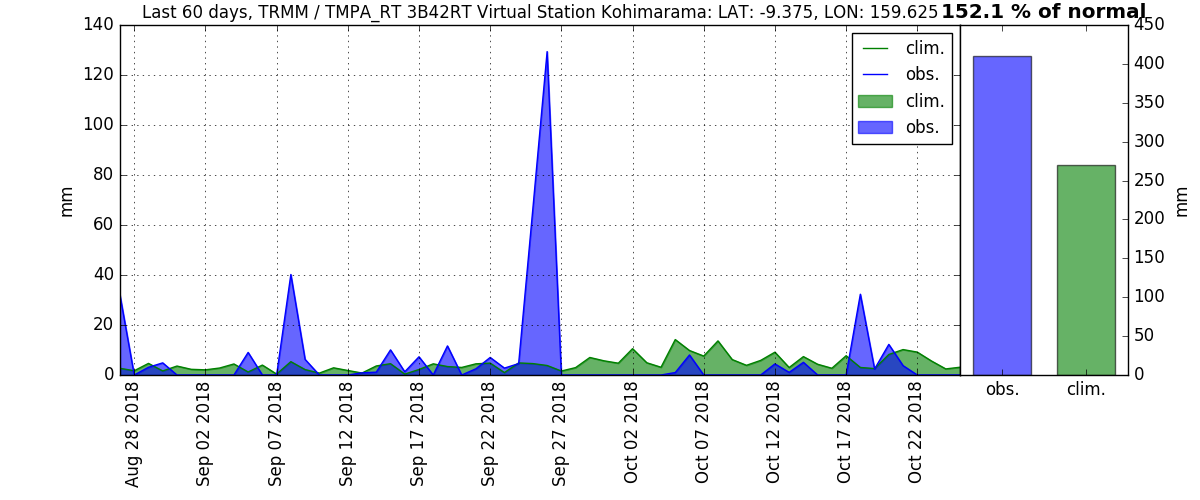 Last 60 days, TRMM / TMPA_RT 3B42RT Virtual Station Kohimarama: LAT: -9.375, LON: 159.625
152.1 % of normal
140
120
100
80
60
40
20
0
mm
clim.
obs.
clim.
obs.
Aug 28 2018
Sep 02 2018
Sep 07 2018
Sep 12 2018
Sep 17 2018
Sep 22 2018
Sep 27 2018
Oct 02 2018
Oct 07 2018
Oct 12 2018
Oct 17 2018
Oct 22 2018
450
400
350
300
250
200
150
100
50
0
mm
obs.
clim.